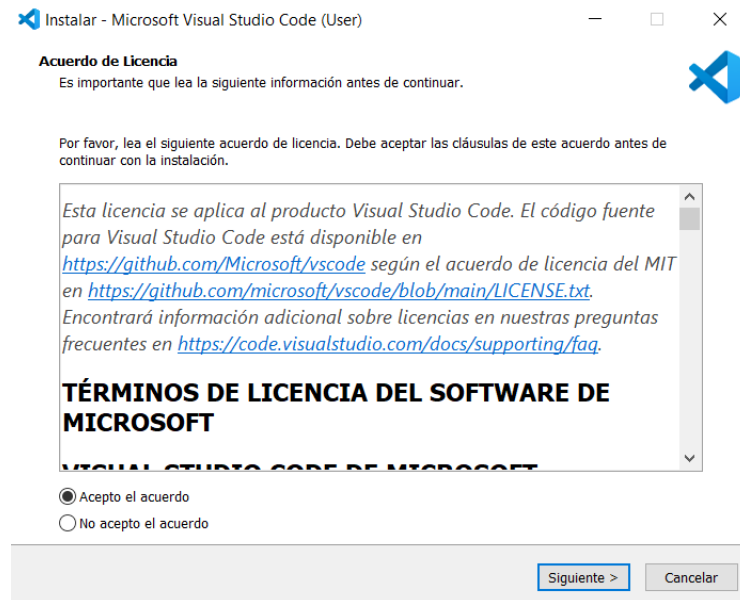 Instalar - Microsoft Visual Studio Code (User)
Acuerdo de Licencia
Es importante que lea la siguiente información antes de continuar.
Por favor, lea el siguiente acuerdo de licencia. Debe aceptar las cláusulas de este acuerdo antes de
continuar con la instalación.
Esta licencia se aplica al producto Visual Studio Code. El código fuente
para Visual Studio Code está disponible en
https://github.com/Microsoft/vscode según el acuerdo de licencia del MIT
en https://github.com/microsoft/vscode/blob/main/LICENSE.txt.
Encontrará información adicional sobre licencias en nuestras preguntas
frecuentes en https://code.visualstudio.com/docs/supporting/faq.
TÉRMINOS DE LICENCIA DEL SOFTWARE DE
MICROSOFT
VISUAL STUDIO CODE DE MICROSOFT
Acepto el acuerdo
No acepto el acuerdo
Siguiente >
Cancelar